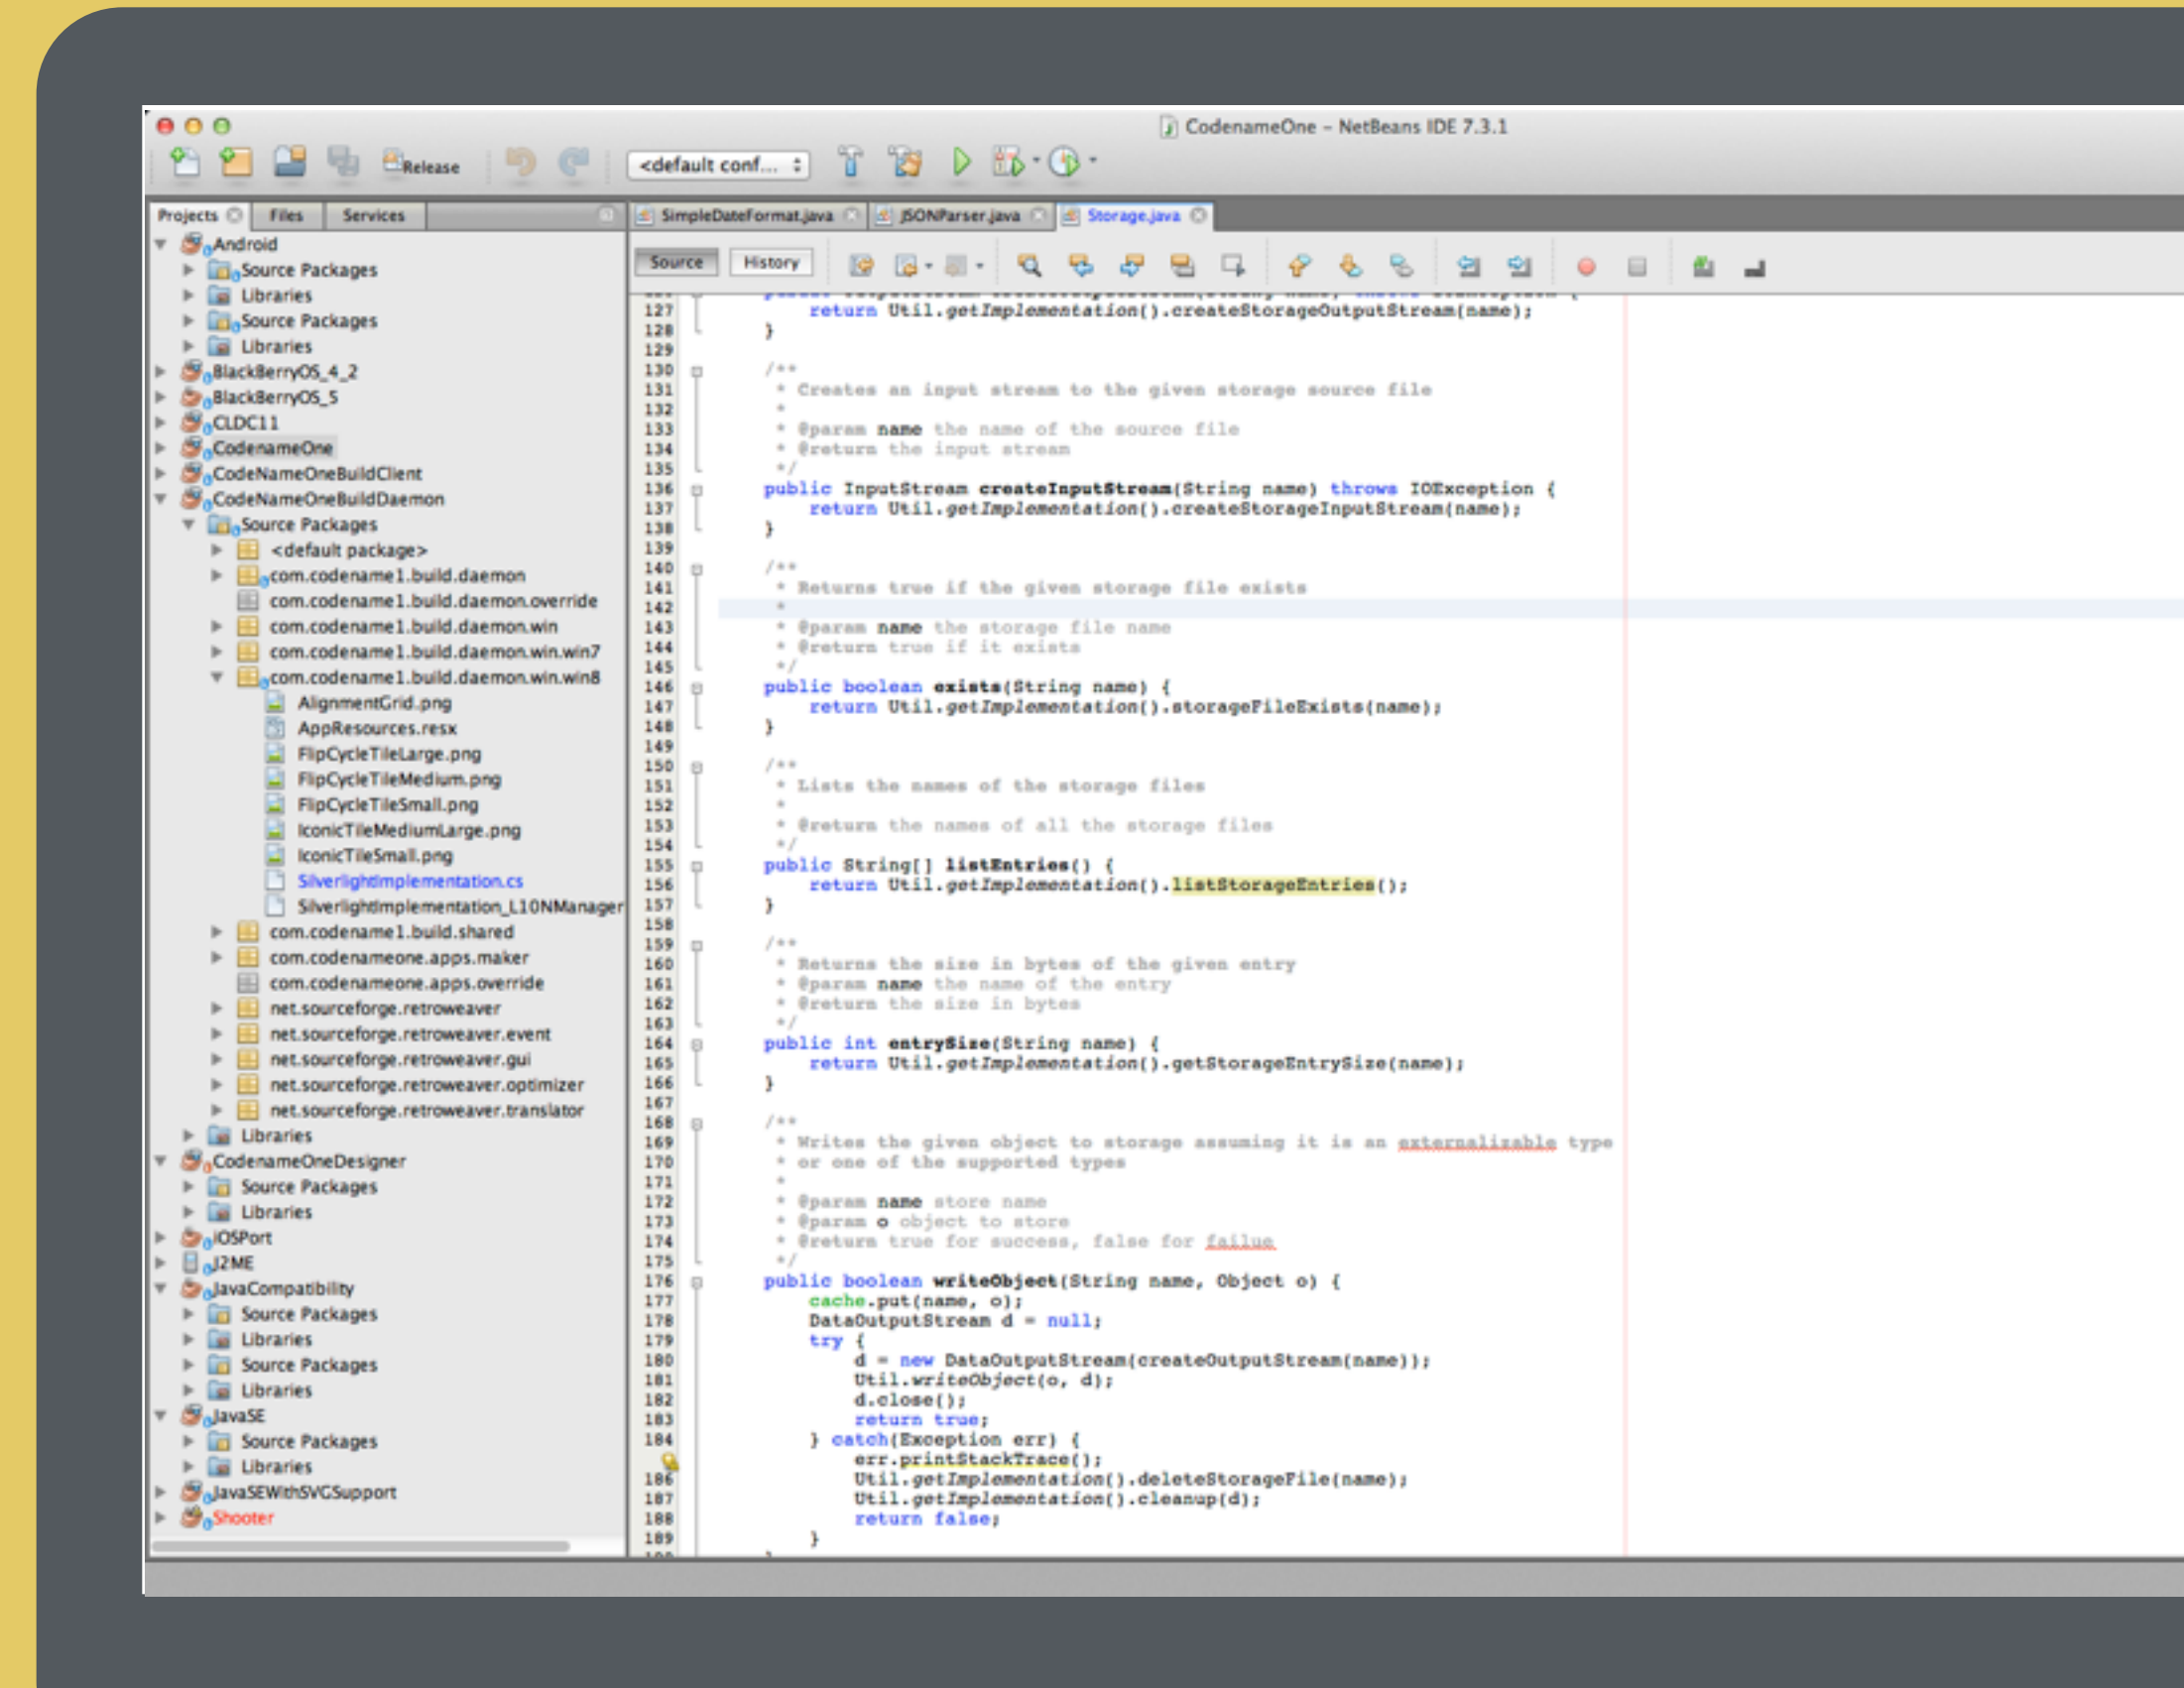 CodenameOne – NetBeans IDE 7.3.1
Release
<default conf...
Projects Files Services
SimpleDateFormat.java JSONParser.java Storage.java
Source History
Android
Source Packages
Libraries
Source Packages
Libraries
BlackBerryOS_4_2
BlackBerryOS_5
CLDC11
CodenameOne
CodeNameOneBuildClient
CodeNameOneBuildDaemon
Source Packages
<default package>
com.codename1.build.daemon
com.codename1.build.daemon.override
com.codename1.build.daemon.win
com.codename1.build.daemon.win.win7
com.codename1.build.daemon.win.win8
AlignmentGrid.png
AppResources.resx
FlipCycleTileLarge.png
FlipCycleTileMedium.png
FlipCycleTileSmall.png
IconicTileMediumLarge.png
IconicTileSmall.png
SilverlightImplementation.cs
SilverlightImplementation_L10NManager
com.codename1.build.shared
com.codenameone.apps.maker
com.codenameone.apps.override
net.sourceforge.retroweaver
net.sourceforge.retroweaver.event
net.sourceforge.retroweaver.gui
net.sourceforge.retroweaver.optimizer
net.sourceforge.retroweaver.translator
Libraries
CodenameOneDesigner
Source Packages
Libraries
iOSPort
J2ME
JavaCompatibility
Source Packages
Libraries
Source Packages
Libraries
JavaSE
Source Packages
Libraries
JavaSEWithSVGSupport
Shooter
127 return Util.getImplementation().createStorageOutputStream(name);
128 }
129
130 /**
131 * Creates an input stream to the given storage source file
132 *
133 * @param name the name of the source file
134 * @return the input stream
135 */
136 public InputStream createInputStream(String name) throws IOException {
137 return Util.getImplementation().createStorageInputStream(name);
138 }
139
140 /**
141 * Returns true if the given storage file exists
142 *
143 * @param name the storage file name
144 * @return true if it exists
145 */
146 public boolean exists(String name) {
147 return Util.getImplementation().storageFileExists(name);
148 }
149
150 /**
151 * Lists the names of the storage files
152 *
153 * @return the names of all the storage files
154 */
155 public String[] listEntries() {
156 return Util.getImplementation().listStorageEntries();
157 }
158
159 /**
160 * Returns the size in bytes of the given entry
161 * @param name the name of the entry
162 * @return the size in bytes
163 */
164 public int entrySize(String name) {
165 return Util.getImplementation().getStorageEntrySize(name);
166 }
167
168 /**
169 * Writes the given object to storage assuming it is an externalizable type
170 * or one of the supported types
171 *
172 * @param name store name
173 * @param o object to store
174 * @return true for success, false for failue
175 */
176 public boolean writeObject(String name, Object o) {
177 cache.put(name, o);
178 DataOutputStream d = null;
179 try {
180 d = new DataOutputStream(createOutputStream(name));
181 Util.writeObject(o, d);
182 d.close();
183 return true;
184 } catch(Exception err) {
err.printStackTrace();
186 Util.getImplementation().deleteStorageFile(name);
187 Util.getImplementation().cleanup(d);
188 return false;
189 }